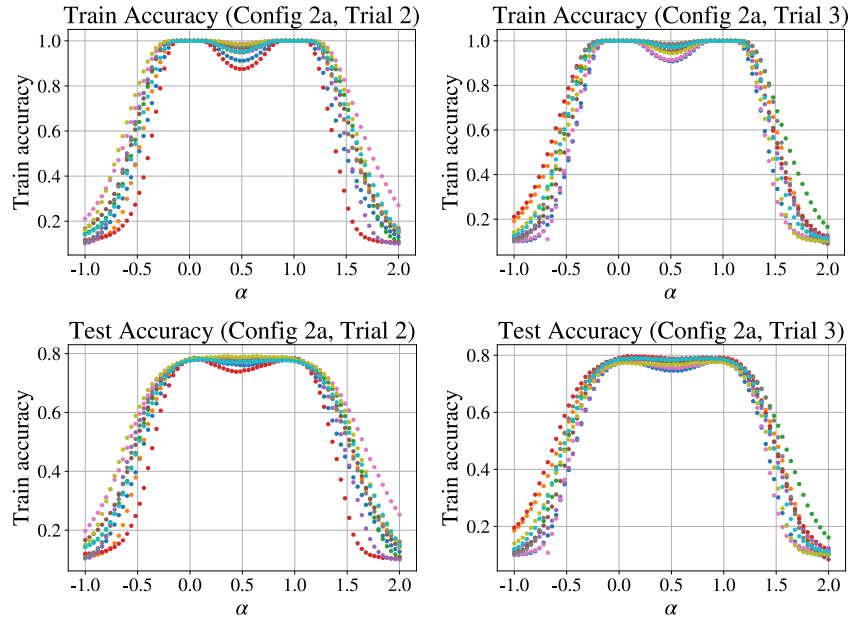 Train Accuracy (Config 2a, Trial 2)
Train accuracy
1.0
0.8
0.6
0.4
0.2
-1.0 -0.5 0.0 0.5 1.0 1.5 2.0
α
Train Accuracy (Config 2a, Trial 3)
Train accuracy
1.0
0.8
0.6
0.4
0.2
-1.0 -0.5 0.0 0.5 1.0 1.5 2.0
α
Test Accuracy (Config 2a, Trial 2)
Train accuracy
0.8
0.6
0.4
0.2
-1.0 -0.5 0.0 0.5 1.0 1.5 2.0
α
Test Accuracy (Config 2a, Trial 3)
Train accuracy
0.8
0.6
0.4
0.2
-1.0 -0.5 0.0 0.5 1.0 1.5 2.0
α